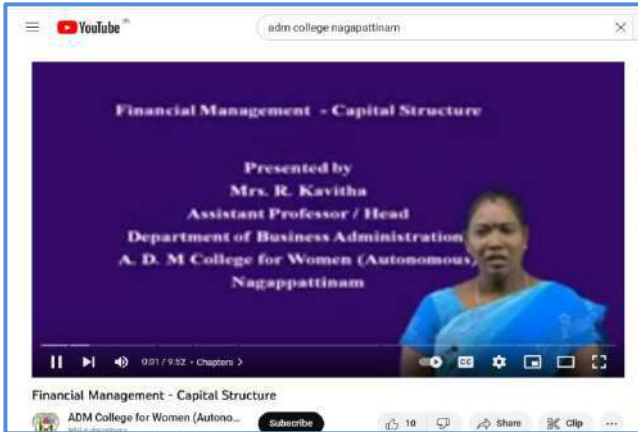 YouTube IN
adm college nagapattinam
Financial Management - Capital Structure
Presented by
Mrs. R. Kavitha
Assistant Professor / Head
Department of Business Administration
A. D. M College for Women (Autonomous)
Nagappattinam
0:01 / 9:52 • Chapters >
CC
Financial Management - Capital Structure
ADM College for Women (Autono...
Subscribe
10
Share
Clip